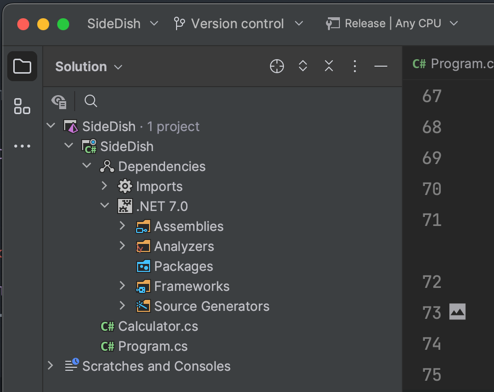 SideDish Version control Release | Any CPU
Solution
C# Program.c
SideDish · 1 project
C# SideDish
Dependencies
Imports
.NET 7.0
Assemblies
Analyzers
Packages
Frameworks
Source Generators
C# Calculator.cs
C# Program.cs
Scratches and Consoles
67
68
69
70
71
72
73
74
75